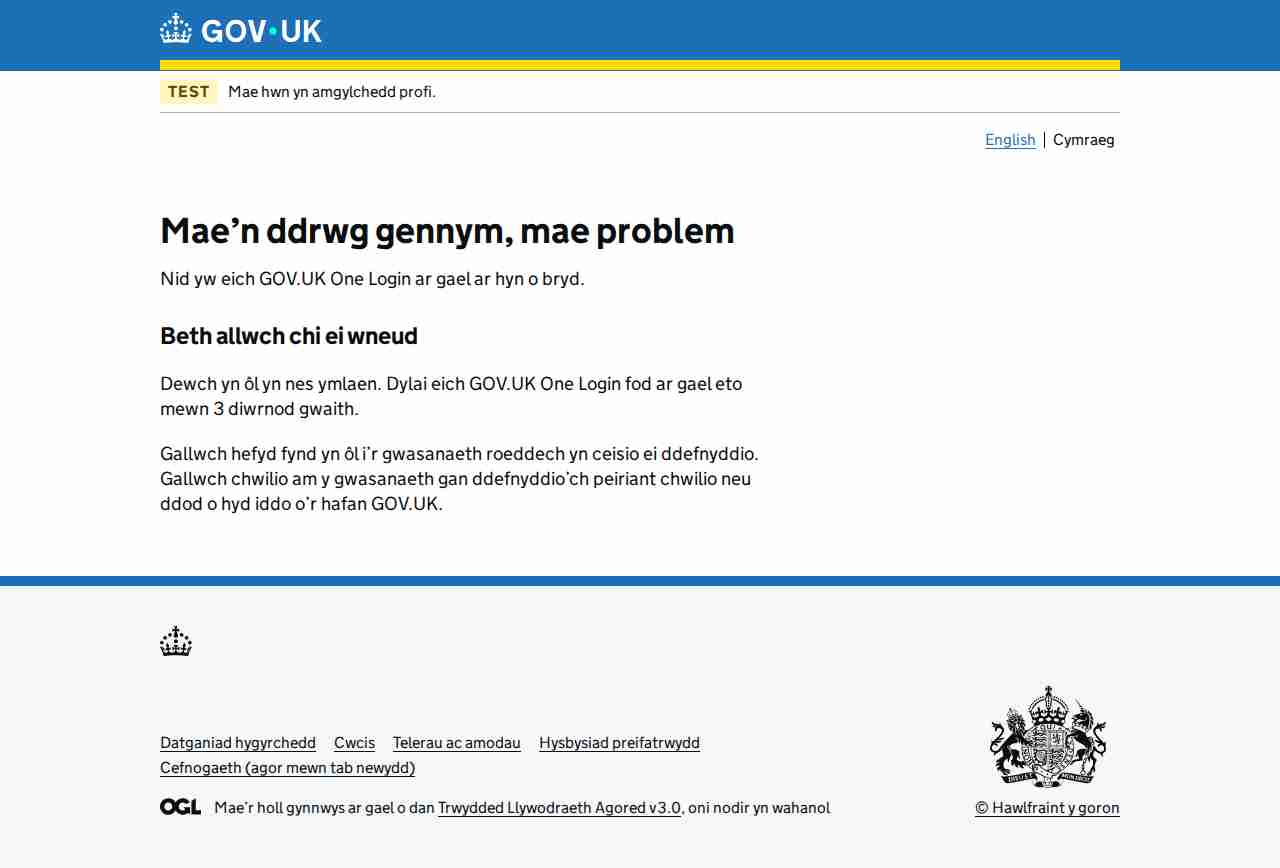 GOV·UK
TEST Mae hwn yn amgylchedd profi.
English | Cymraeg
Mae’n ddrwg gennym, mae problem
Nid yw eich GOV.UK One Login ar gael ar hyn o bryd.
Beth allwch chi ei wneud
Dewch yn ôl yn nes ymlaen. Dylai eich GOV.UK One Login fod ar gael eto
mewn 3 diwrnod gwaith.
Gallwch hefyd fynd yn ôl i’r gwasanaeth roeddech yn ceisio ei ddefnyddio.
Gallwch chwilio am y gwasanaeth gan ddefnyddio’ch peiriant chwilio neu
ddod o hyd iddo o’r hafan GOV.UK.
Datganiad hygyrchedd Cwcis Telerau ac amodau Hysbysiad preifatrwydd
Cefnogaeth (agor mewn tab newydd)
OGL Mae’r holl gynnwys ar gael o dan Trwydded Llywodraeth Agored v3.0, oni nodir yn wahanol
© Hawlfraint y goron